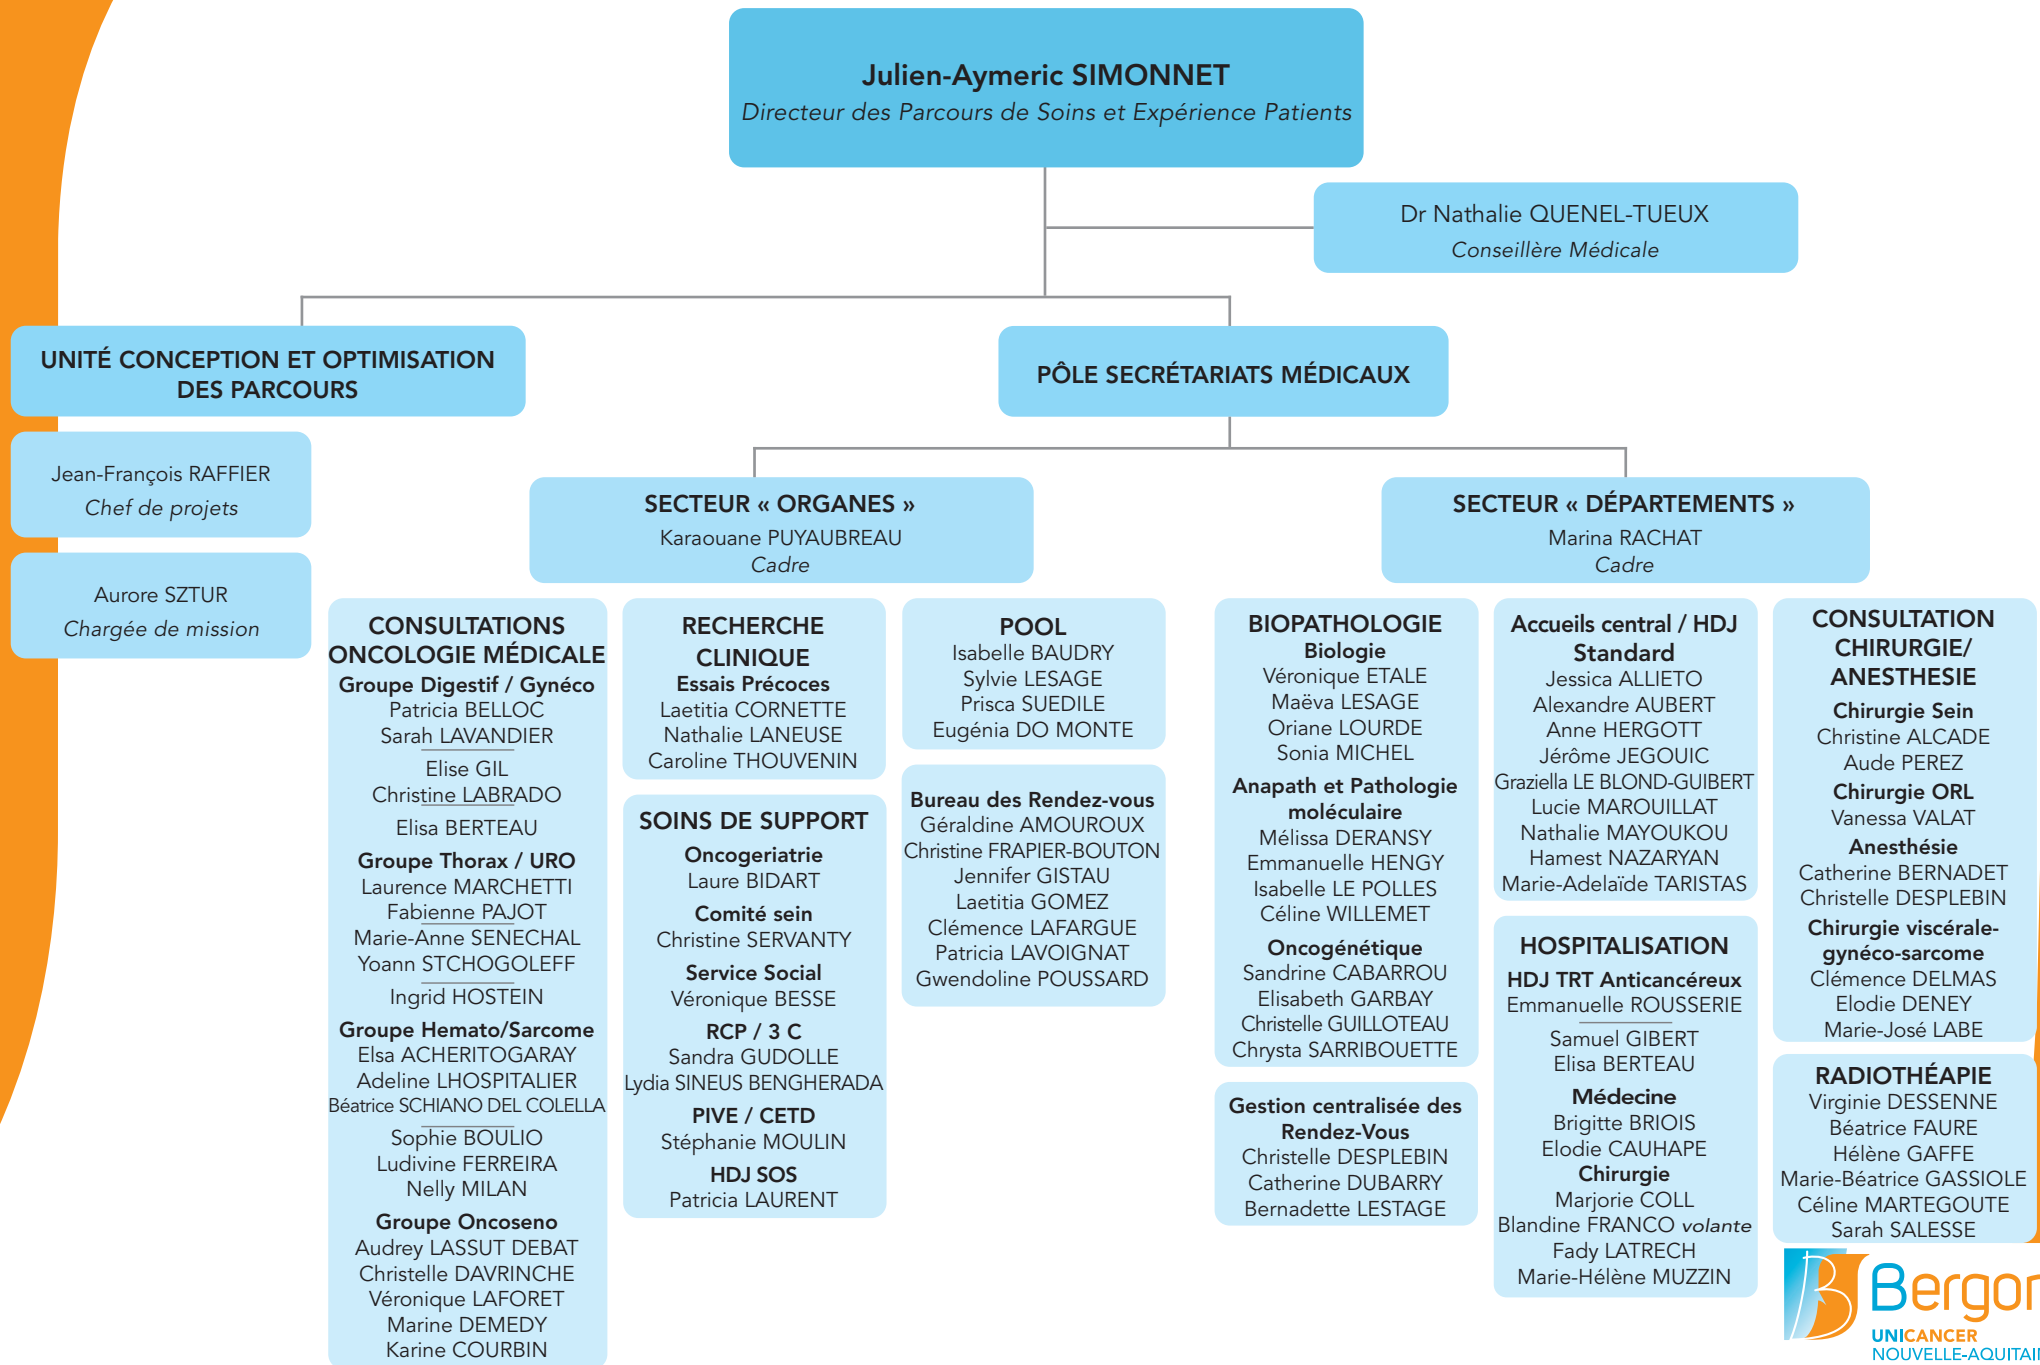 Julien-Aymeric SIMONNET
Directeur des Parcours de Soins et Expérience Patients
Dr Nathalie QUENEL-TUEUX
Conseillère Médicale
UNITÉ CONCEPTION ET OPTIMISATION
DES PARCOURS
Jean-François RAFFIER
Chef de projets
Aurore SZTUR
Chargée de mission
PÔLE SECRÉTARIATS MÉDICAUX
SECTEUR « ORGANES »
Karaouane PUYAUBREAU
Cadre
CONSULTATIONS
ONCOLOGIE MÉDICALE
Groupe Digestif / Gynéco
Patricia BELLOC
Sarah LAVANDIER
Elise GIL
Christine LABRADO
Elisa BERTEAU
Groupe Thorax / URO
Laurence MARCHETTI
Fabienne PAJOT
Marie-Anne SENECHAL
Yoann STCHOGOLEFF
Ingrid HOSTEIN
Groupe Hemato/Sarcome
Elsa ACHERITOGARAY
Adeline LHOSPITALIER
Béatrice SCHIANO DEL COLELLA
Sophie BOULIO
Ludivine FERREIRA
Nelly MILAN
Groupe Oncoseno
Audrey LASSUT DEBAT
Christelle DAVRINCHE
Véronique LAFORET
Marine DEMEDY
Karine COURBIN
RECHERCHE
CLINIQUE
Essais Précoces
Laetitia CORNETTE
Nathalie LANEUSE
Caroline THOUVENIN
SOINS DE SUPPORT
Oncogeriatrie
Laure BIDART
Comité sein
Christine SERVANTY
Service Social
Véronique BESSE
RCP / 3 C
Sandra GUDOLLE
Lydia SINEUS BENGHERADA
PIVE / CETD
Stéphanie MOULIN
HDJ SOS
Patricia LAURENT
POOL
Isabelle BAUDRY
Sylvie LESAGE
Prisca SUEDILE
Eugénia DO MONTE
Bureau des Rendez-vous
Géraldine AMOUROUX
Christine FRAPIER-BOUTON
Jennifer GISTAU
Laetitia GOMEZ
Clémence LAFARGUE
Patricia LAVOIGNAT
Gwendoline POUSSARD
SECTEUR « DÉPARTEMENTS »
Marina RACHAT
Cadre
BIOPATHOLOGIE
Biologie
Véronique ETALE
Maëva LESAGE
Oriane LOURDE
Sonia MICHEL
Anapath et Pathologie
moléculaire
Mélissa DERANSY
Emmanuelle HENGY
Isabelle LE POLLES
Céline WILLEMET
Oncogénétique
Sandrine CABARROU
Elisabeth GARBAY
Christelle GUILLOTEAU
Chrysta SARRIBOUETTE
Gestion centralisée des
Rendez-Vous
Christelle DESPLEBIN
Catherine DUBARRY
Bernadette LESTAGE
Accueils central / HDJ
Standard
Jessica ALLIETO
Alexandre AUBERT
Anne HERGOTT
Jérôme JEGOUIC
Graziella LE BLOND-GUIBERT
Lucie MAROUILLAT
Nathalie MAYOUKOU
Hamest NAZARYAN
Marie-Adelaïde TARISTAS
HOSPITALISATION
HDJ TRT Anticancéreux
Emmanuelle ROUSSERIE
Samuel GIBERT
Elisa BERTEAU
Médecine
Brigitte BRIOIS
Elodie CAUHAPE
Chirurgie
Marjorie COLL
Blandine FRANCO volante
Fady LATRECH
Marie-Hélène MUZZIN
CONSULTATION
CHIRURGIE/
ANESTHESIE
Chirurgie Sein
Christine ALCADE
Aude PEREZ
Chirurgie ORL
Vanessa VALAT
Anesthésie
Catherine BERNADET
Christelle DESPLEBIN
Chirurgie viscérale-
gynéco-sarcome
Clémence DELMAS
Elodie DENEY
Marie-José LABE
RADIOTHÉAPIE
Virginie DESSENNE
Béatrice FAURE
Hélène GAFFE
Marie-Béatrice GASSIOLE
Céline MARTEGOUTE
Sarah SALESSE
Bergor
UNICANCER
NOUVELLE-AQUITAI